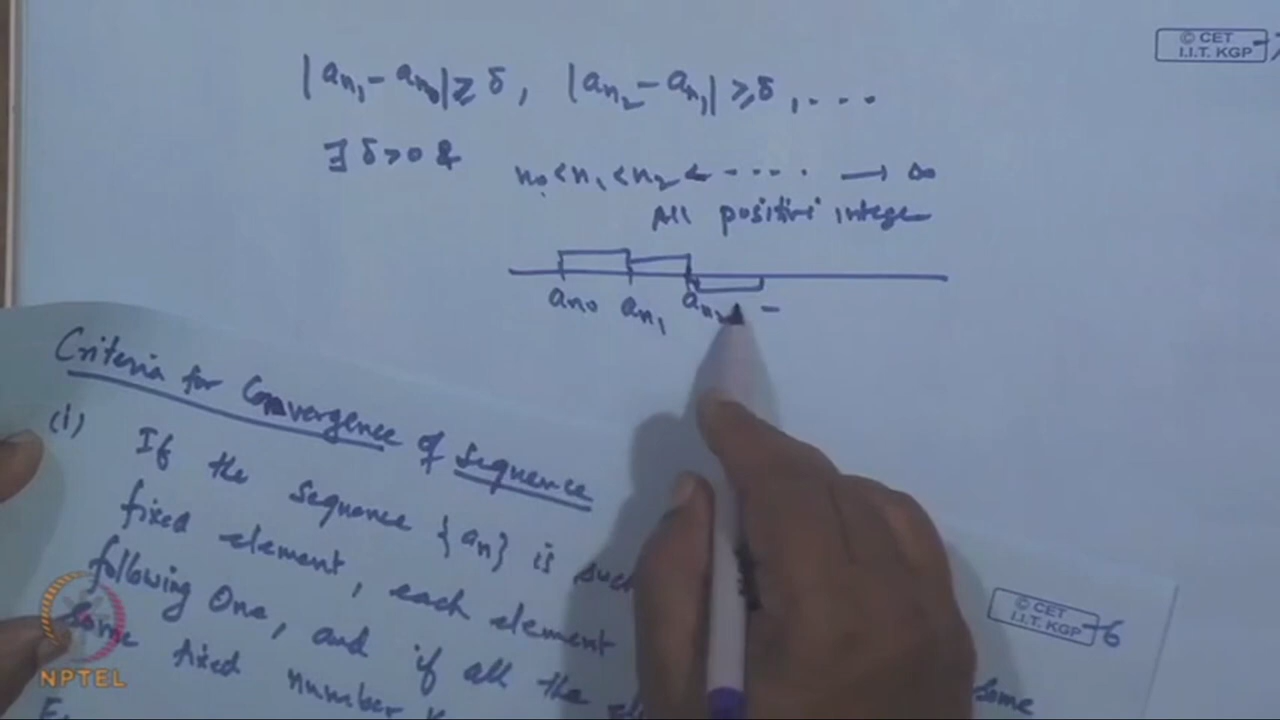 © CET
I.I.T. KGP
|an₁ - an₀| ≥ δ, |an₂ - an₁| ≥ δ, ....
∃ δ > 0 &
n₀ < n₁ < n₂ < ---- → ∞
All positive integer
an₀ an₁ an₂ -
Criteria for Convergence of Sequence
(i) If the sequence {an} is such
fixed element, each element
following One, and if all the
some fixed number K some
© CET
I.I.T. KGP -6
NPTEL